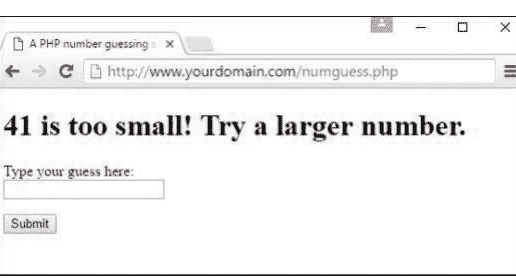 A PHP number guessing
http://www.yourdomain.com/numguess.php
41 is too small! Try a larger number.
Type your guess here:
Submit